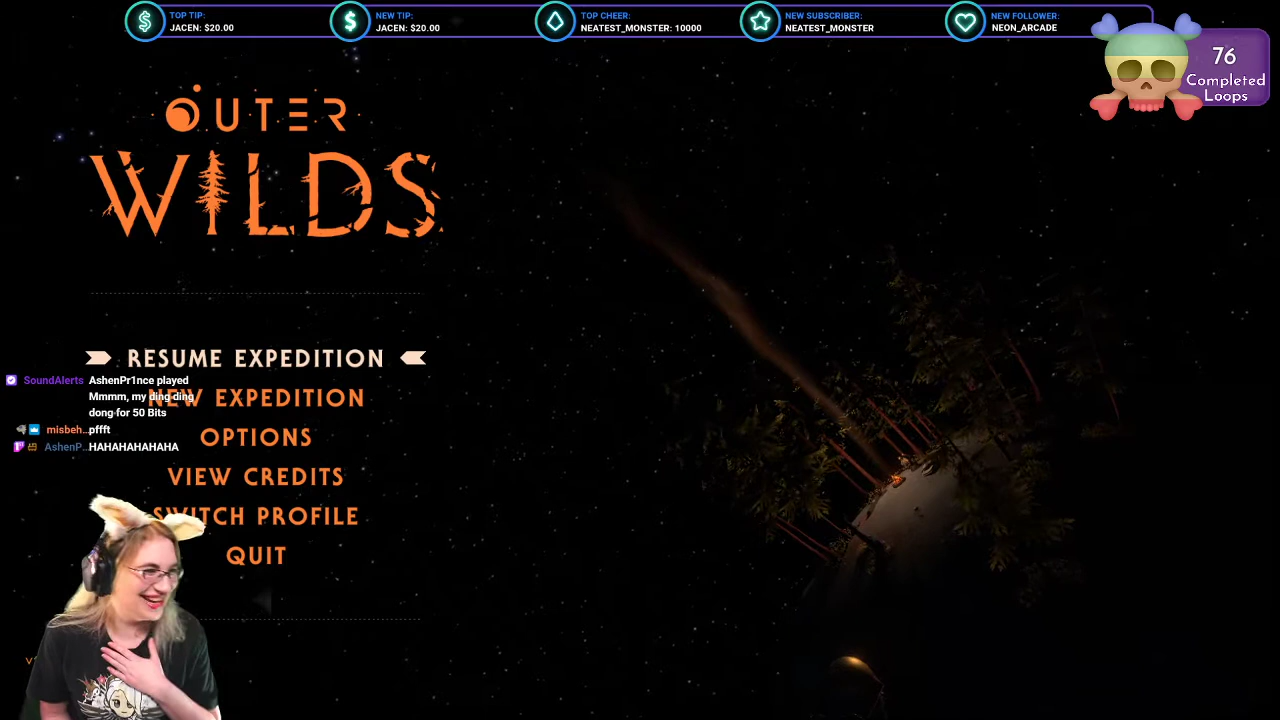 TOP TIP:
JACEN: $20.00
NEW TIP:
JACEN: $20.00
TOP CHEER:
NEATEST_MONSTER: 10000
NEW SUBSCRIBER:
NEATEST_MONSTER
NEW FOLLOWER:
NEON_ARCADE
76
Completed
Loops
OUTER
WILDS
RESUME EXPEDITION
NEW EXPEDITION
OPTIONS
VIEW CREDITS
SWITCH PROFILE
QUIT
SoundAlerts AshenPr1nce played
Mmmm, my ding ding
dong for 50 Bits
misbeh... pffft
AshenP... HAHAHAHAHAHA